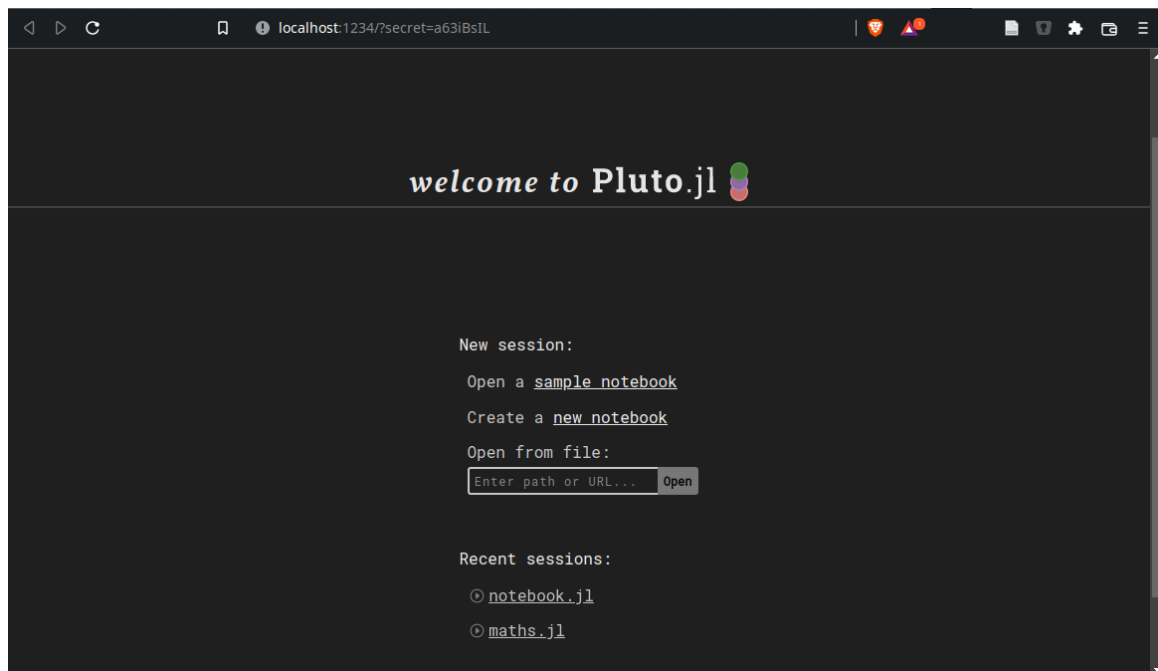 localhost:1234/?secret=a63iBsIL
welcome to Pluto.jl
New session:
Open a sample notebook
Create a new notebook
Open from file:
Enter path or URL... Open
Recent sessions:
notebook.jl
maths.jl